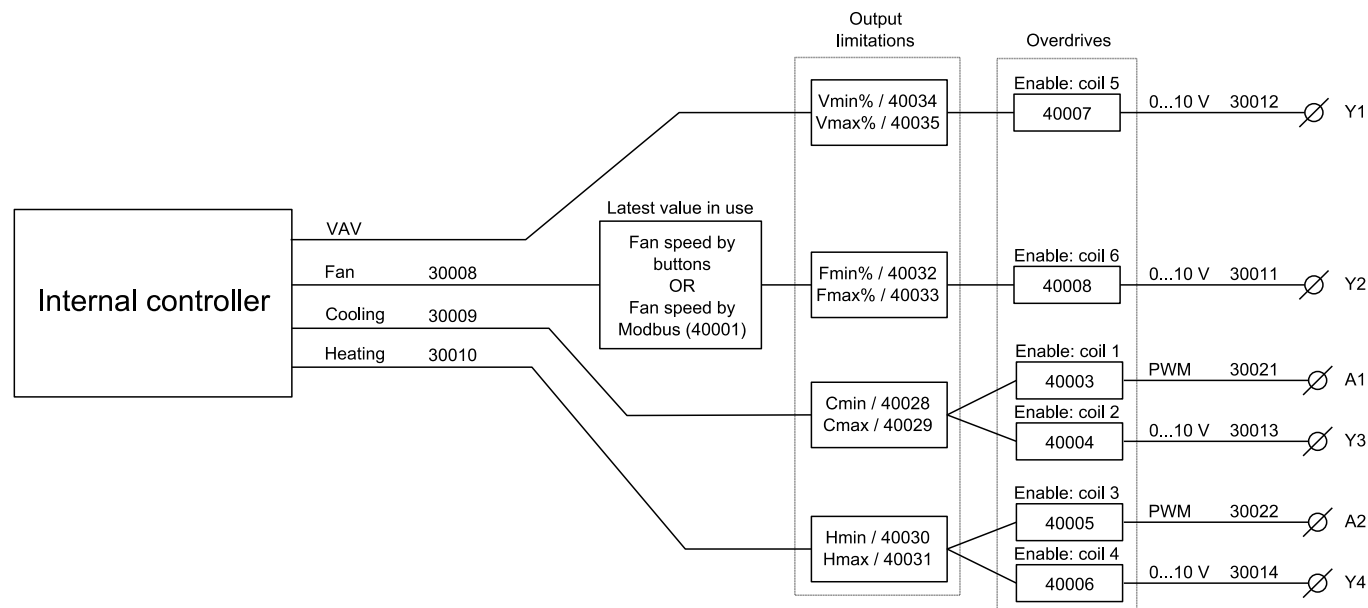 Output
limitations
Overdrives
Enable: coil 5
Vmin% / 40034
Vmax% / 40035
40007
0...10 V 30012
Y1
Latest value in use
VAV
Fan speed by
buttons
OR
Fan speed by
Modbus (40001)
Internal controller
Fan 30008
Fmin% / 40032
Fmax% / 40033
Enable: coil 6
40008
0...10 V 30011
Y2
Cooling 30009
Heating 30010
Cmin / 40028
Cmax / 40029
Enable: coil 1
40003
PWM 30021
A1
Enable: coil 2
40004
0...10 V 30013
Y3
Hmin / 40030
Hmax / 40031
Enable: coil 3
40005
PWM 30022
A2
Enable: coil 4
40006
0...10 V 30014
Y4